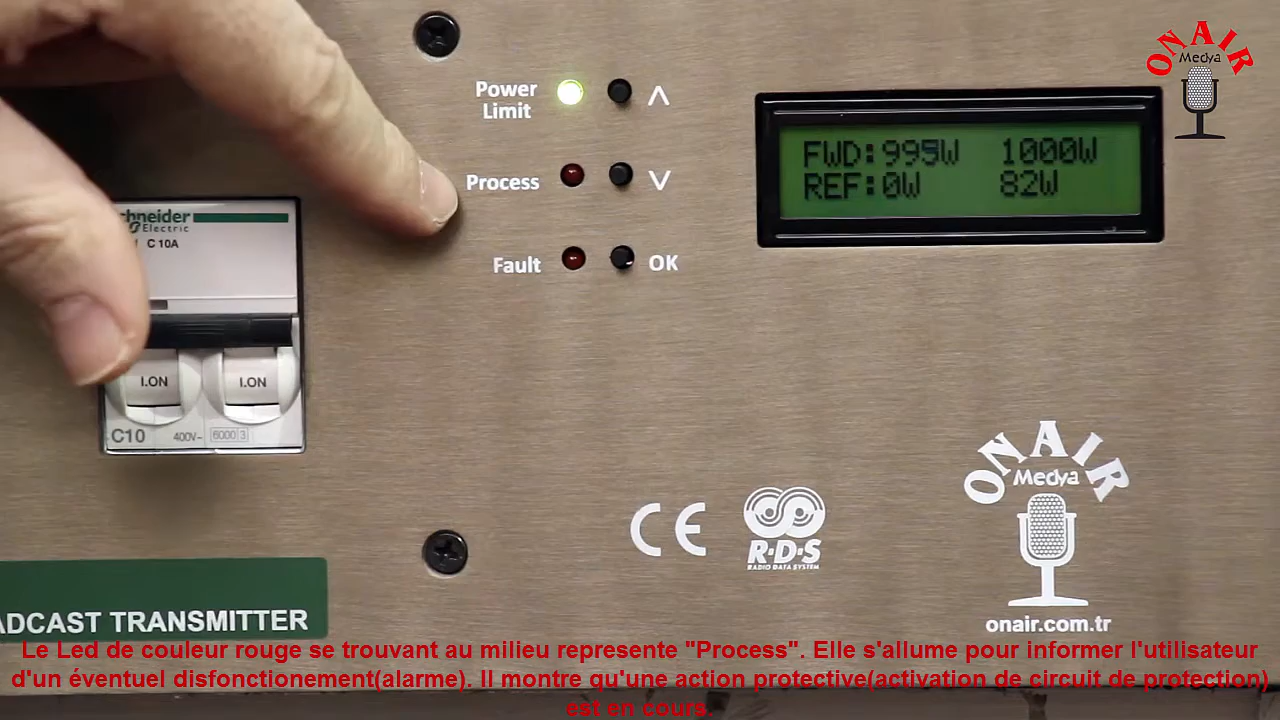 ONAIR
Medya
Power
Limit
FWD:995W 1000W
REF:0W 82W
Process
Fault
OK
Electric
C 10A
I.ON
I.ON
C10
400V~
6000 3
CE
R·D·S
RADIO DATA SYSTEM
ONAIR
Medya
onair.com.tr
ADCAST TRANSMITTER
Le Led de couleur rouge se trouvant au milieu represente "Process". Elle s'allume pour informer l'utilisateur
d'un éventuel disfonctionement(alarme). Il montre qu'une action protective(activation de circuit de protection)
est en cours.